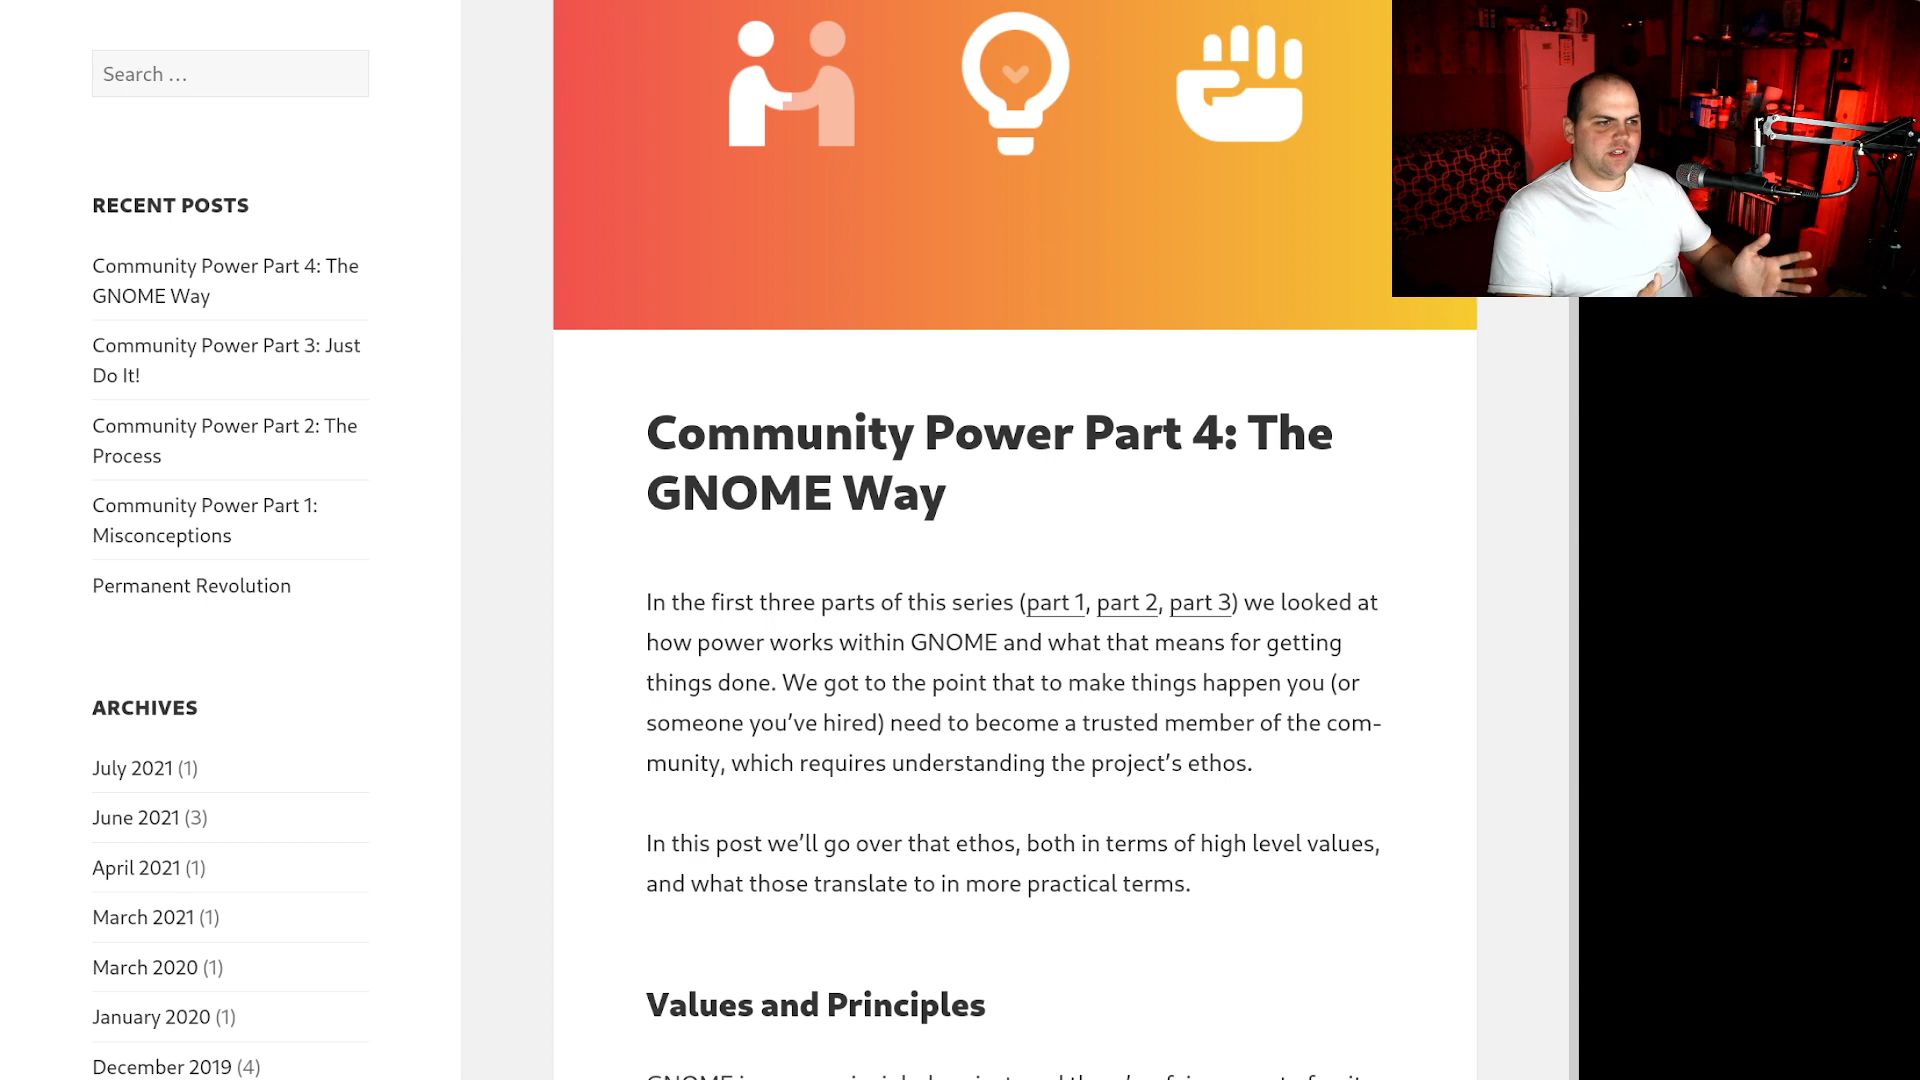 Search …
RECENT POSTS
Community Power Part 4: The
GNOME Way
Community Power Part 3: Just
Do It!
Community Power Part 2: The
Process
Community Power Part 1:
Misconceptions
Permanent Revolution
ARCHIVES
July 2021 (1)
June 2021 (3)
April 2021 (1)
March 2021 (1)
March 2020 (1)
January 2020 (1)
December 2019 (4)
Community Power Part 4: The
GNOME Way
In the first three parts of this series (part 1, part 2, part 3) we looked at
how power works within GNOME and what that means for getting
things done. We got to the point that to make things happen you (or
someone you’ve hired) need to become a trusted member of the com-
munity, which requires understanding the project’s ethos.
In this post we’ll go over that ethos, both in terms of high level values,
and what those translate to in more practical terms.
Values and Principles